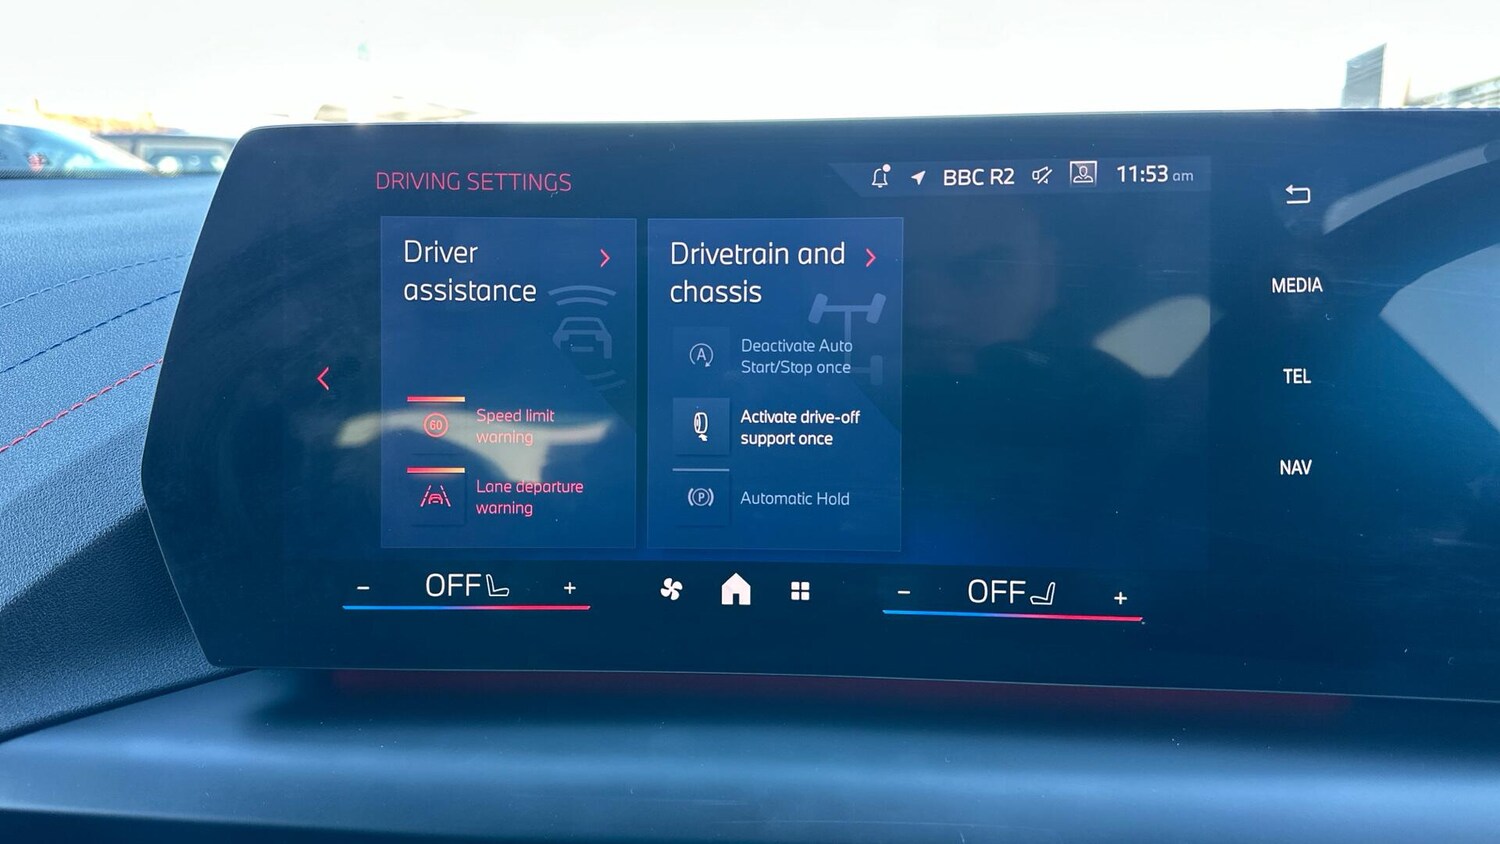 DRIVING SETTINGS
BBC R2
11:53 am
Driver
assistance
60
Speed limit
warning
Lane departure
warning
Drivetrain and
chassis
A
Deactivate Auto
Start/Stop once
Activate drive-off
support once
P
Automatic Hold
MEDIA
TEL
NAV
− OFF +
− OFF +